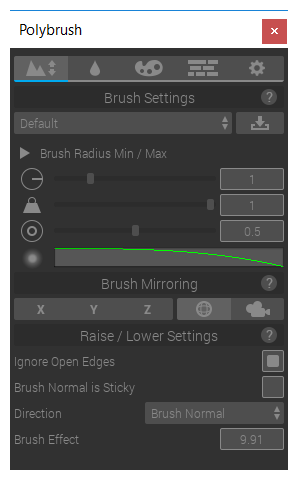 Polybrush
Brush Settings ?
Default
Brush Radius Min / Max
1
1
0.5
Brush Mirroring ?
X Y Z
Raise / Lower Settings ?
Ignore Open Edges
Brush Normal is Sticky
Direction Brush Normal
Brush Effect 9.91